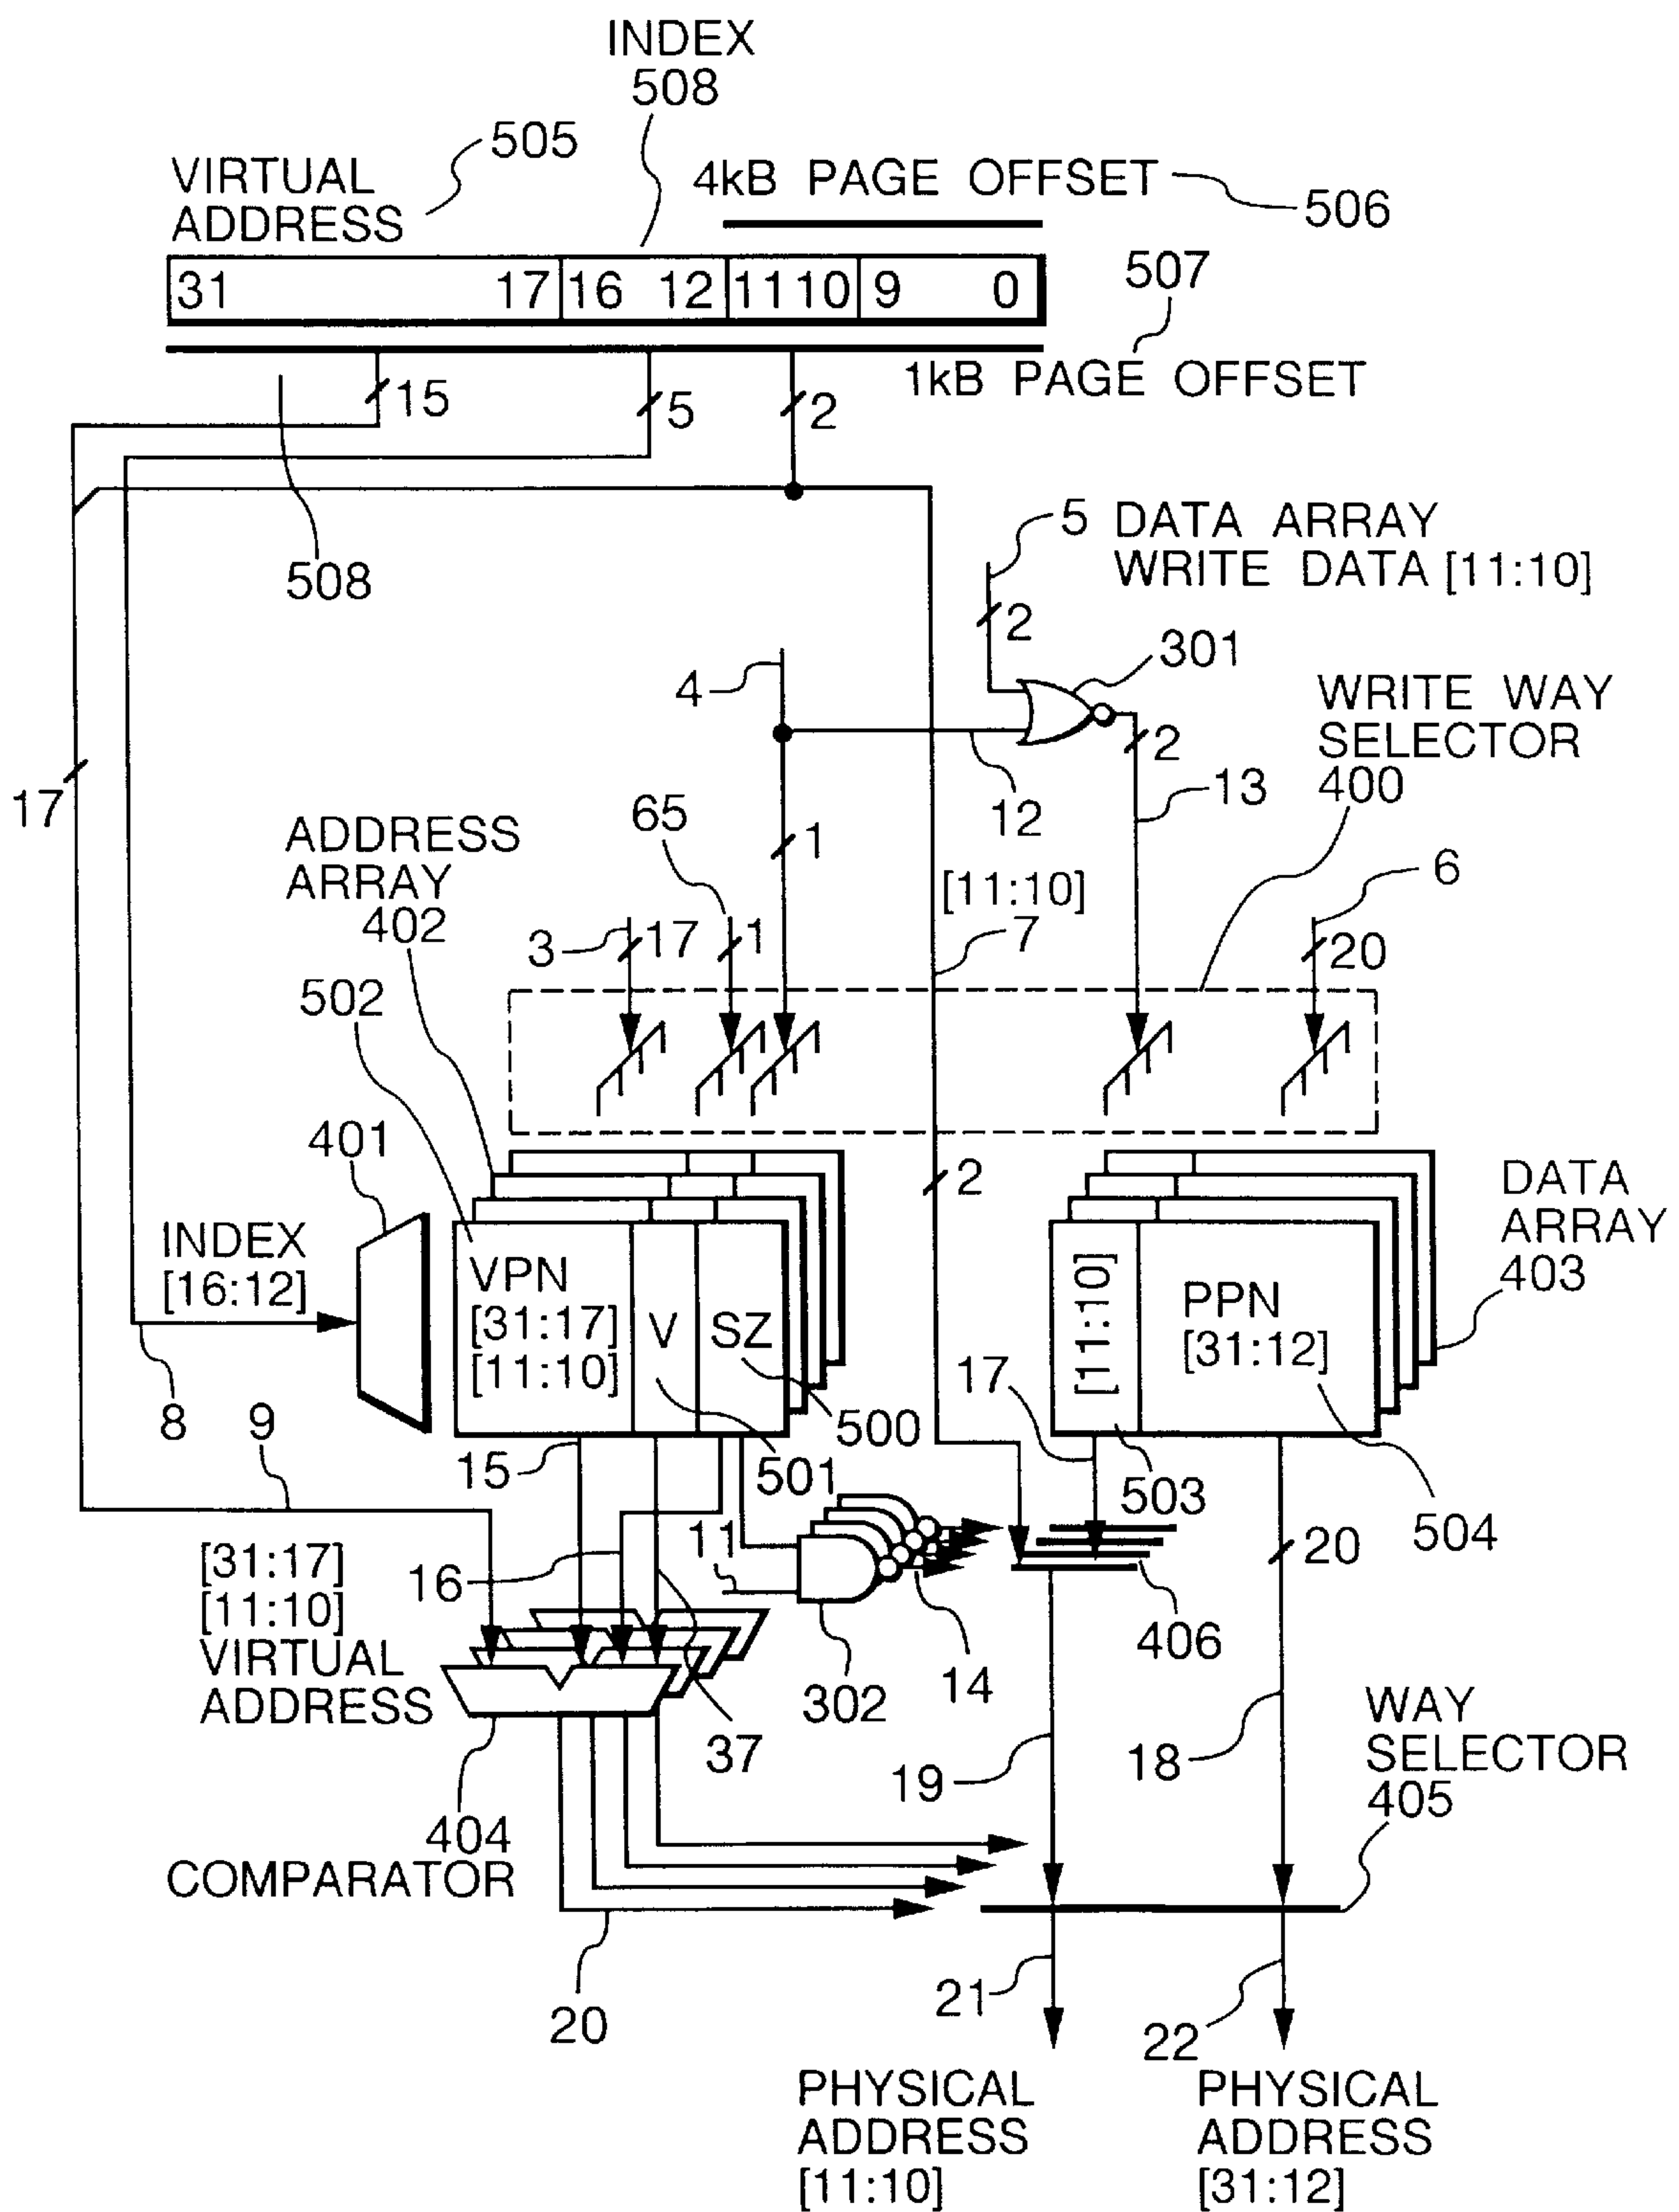 INDEX
508
VIRTUAL
ADDRESS
505
4kB PAGE OFFSET
506
31 17 16 12 11 10 9 0
507
1kB PAGE OFFSET
15
5
2
508
5 DATA ARRAY
WRITE DATA [11:10]
2
301
4
WRITE WAY
SELECTOR
400
2
17
12
13
65
1
ADDRESS
ARRAY
402
[11:10]
7
6
3
17
1
20
502
401
2
DATA
ARRAY
403
INDEX
[16:12]
VPN
[31:17]
[11:10]
V
SZ
[11:10]
PPN
[31:12]
17
8
9
15
501
500
503
504
20
11
[31:17]
[11:10]
VIRTUAL
ADDRESS
16
406
302
14
37
WAY
SELECTOR
405
19
18
404
COMPARATOR
20
21
22
PHYSICAL
ADDRESS
[11:10]
PHYSICAL
ADDRESS
[31:12]